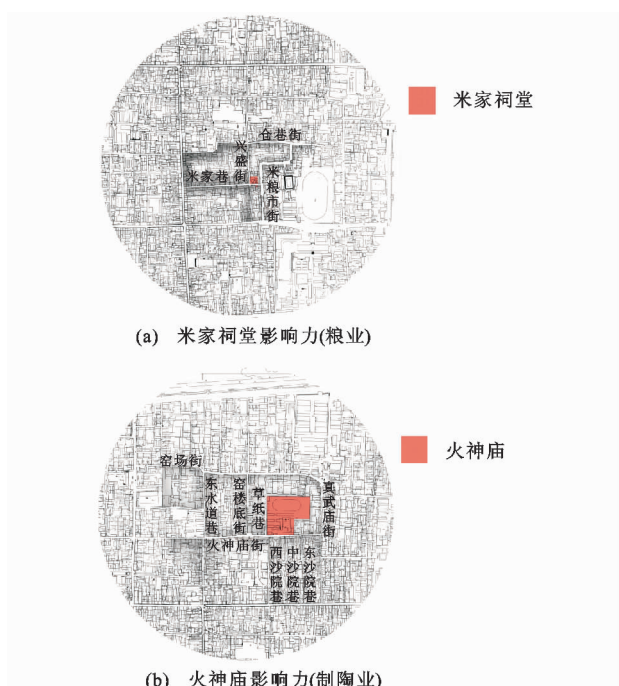 米家祠堂
仓巷街
兴盛街
米家巷
米粮市街
(a) 米家祠堂影响力(粮业)
火神庙
窑场街
东水道巷
窑楼底街
草纸巷
真武庙街
火神庙街
西沙院巷
中沙院巷
东沙院巷
(b) 火神庙影响力(制陶业)